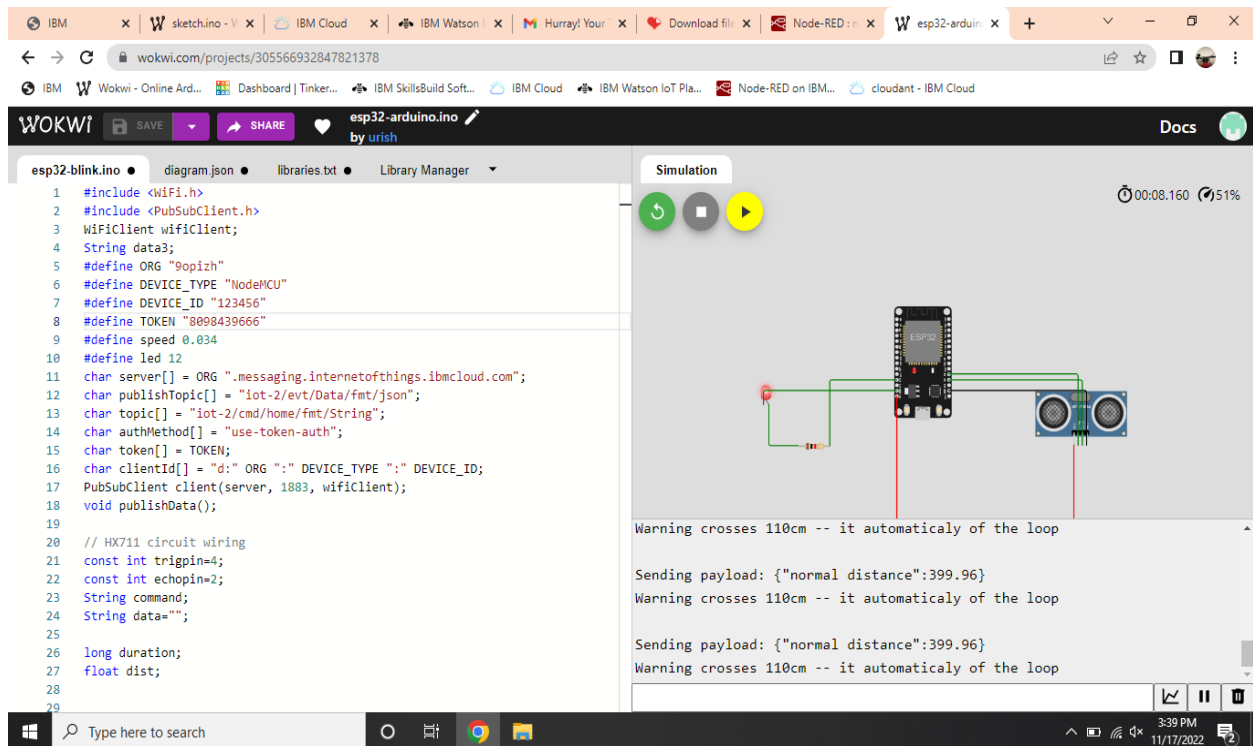 IBM
sketch.ino - W
IBM Cloud
IBM Watson
Hurray! Your
Download file
Node-RED : n
esp32-arduin
wokwi.com/projects/305566932847821378
IBM
Wokwi - Online Ard...
Dashboard | Tinker...
IBM SkillsBuild Soft...
IBM Cloud
IBM Watson IoT Pla...
Node-RED on IBM...
cloudant - IBM Cloud
WOKWi
SAVE
SHARE
esp32-arduino.ino
by urish
Docs
esp32-blink.ino ●
diagram.json ●
libraries.txt ●
Library Manager
1 #include <WiFi.h>
2 #include <PubSubClient.h>
3 WiFiClient wifiClient;
4 String data3;
5 #define ORG "9opizh"
6 #define DEVICE_TYPE "NodeMCU"
7 #define DEVICE_ID "123456"
8 #define TOKEN "8098439666"
9 #define speed 0.034
10 #define led 12
11 char server[] = ORG ".messaging.internetofthings.ibmcloud.com";
12 char publishTopic[] = "iot-2/evt/Data/fmt/json";
13 char topic[] = "iot-2/cmd/home/fmt/String";
14 char authMethod[] = "use-token-auth";
15 char token[] = TOKEN;
16 char clientId[] = "d:" ORG ":" DEVICE_TYPE ":" DEVICE_ID;
17 PubSubClient client(server, 1883, wifiClient);
18 void publishData();
19
20 // HX711 circuit wiring
21 const int trigpin=4;
22 const int echopin=2;
23 String command;
24 String data="";
25
26 long duration;
27 float dist;
28
29
Simulation
00:08.160
51%
ESP32
Warning crosses 110cm -- it automaticaly of the loop
Sending payload: {"normal distance":399.96}
Warning crosses 110cm -- it automaticaly of the loop
Sending payload: {"normal distance":399.96}
Warning crosses 110cm -- it automaticaly of the loop
Type here to search
3:39 PM
11/17/2022
2